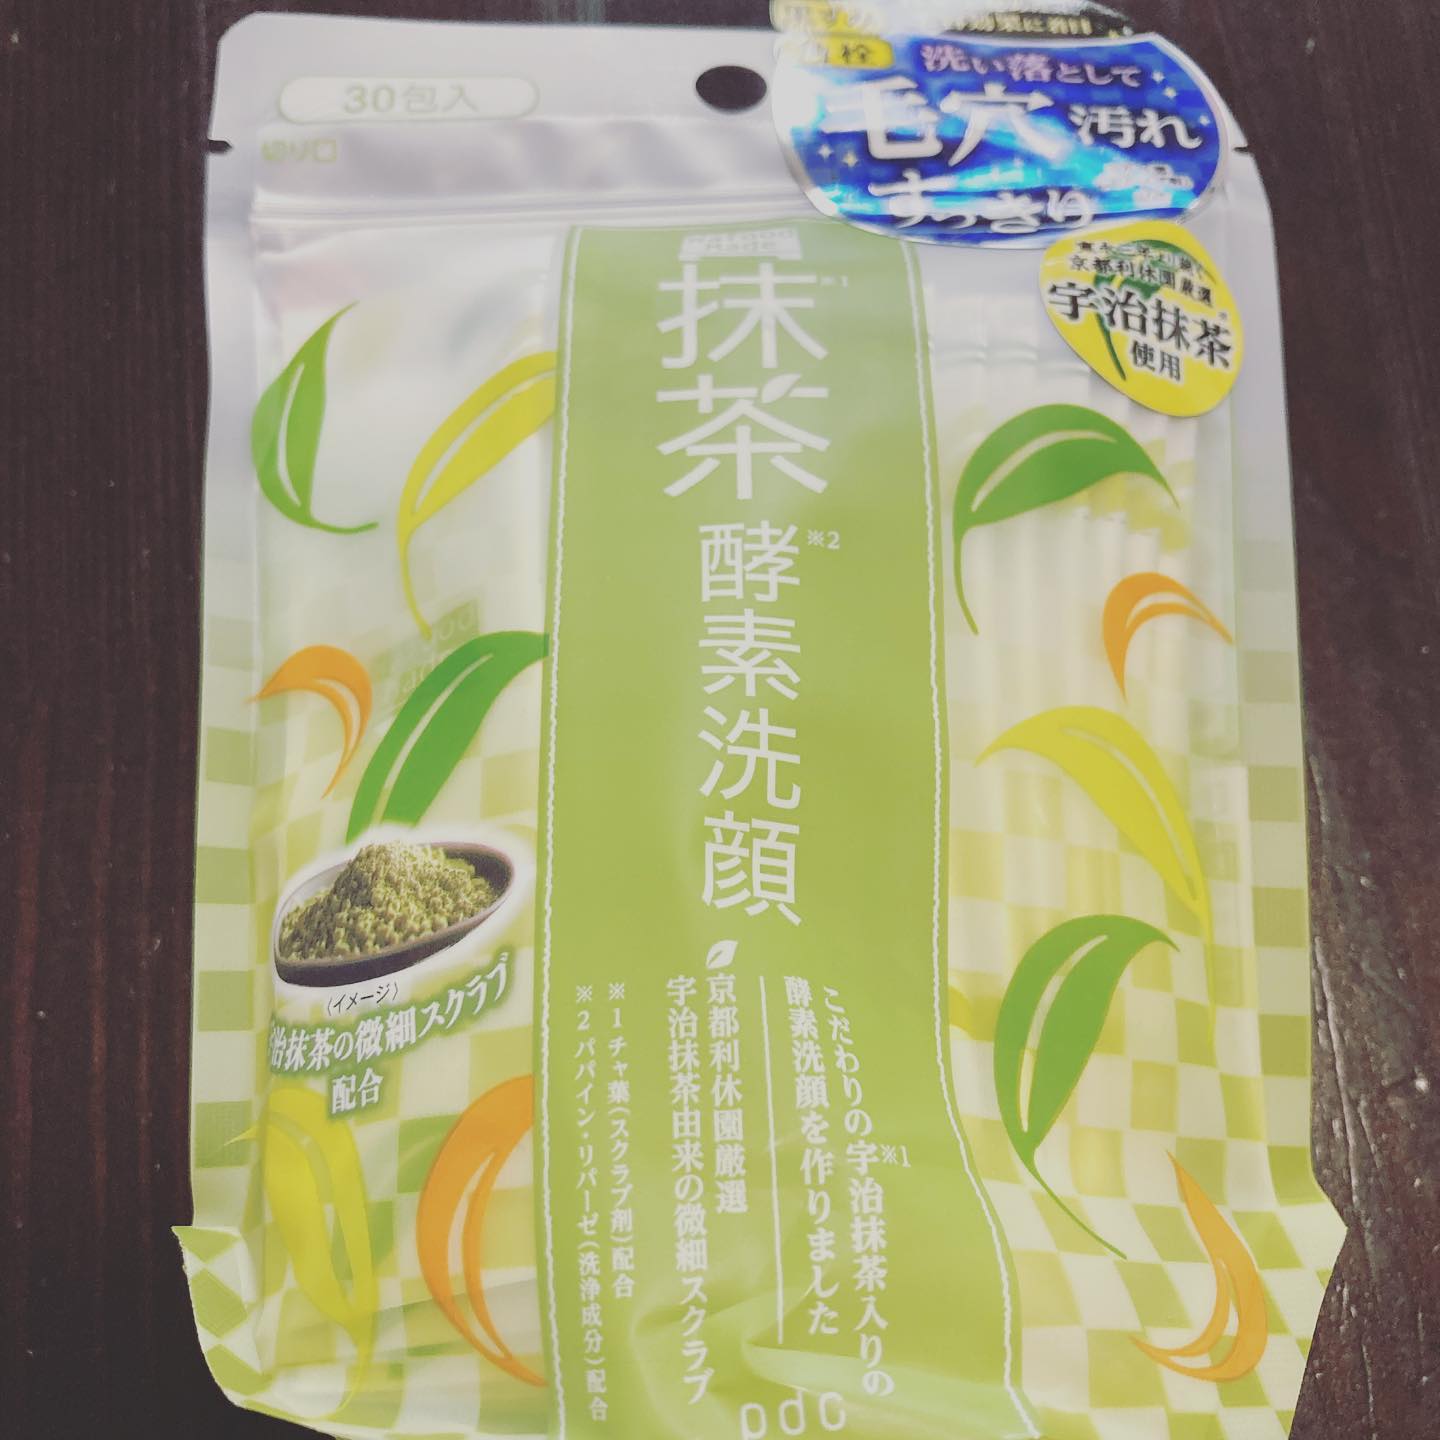 30包入
切り口
栓
洗い落として
毛穴 汚れ
すっきり
京都利休園厳選
宇治抹茶
使用
Wafood
Made
抹茶※1
酵素洗顔※2
こだわりの宇治抹茶※1入りの
酵素洗顔を作りました
京都利休園厳選
宇治抹茶由来の微細スクラブ
※1 チャ葉(スクラブ剤)配合
※2 パパイン・リパーゼ(洗浄成分)配合
〈イメージ〉
治抹茶の微細スクラブ
配合
pdc